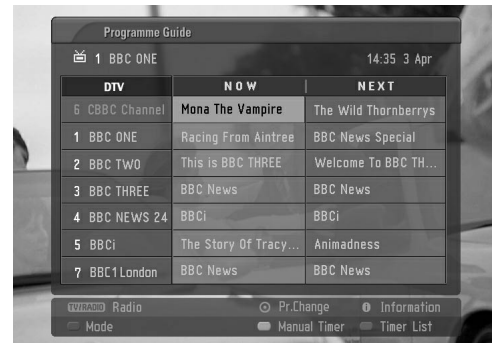 Programme Guide
1 BBC ONE 14:35 3 Apr
DTV NOW NEXT
6 CBBC Channel Mona The Vampire The Wild Thornberrys
1 BBC ONE Racing From Aintree BBC News Special
2 BBC TWO This is BBC THREE Welcome To BBC TH...
3 BBC THREE BBC News BBC News
4 BBC NEWS 24 BBCi BBCi
5 BBCi The Story Of Tracy... Animadness
7 BBC1 London BBC News BBC News
TV/RADIO Radio Pr.Change Information
Mode Manual Timer Timer List